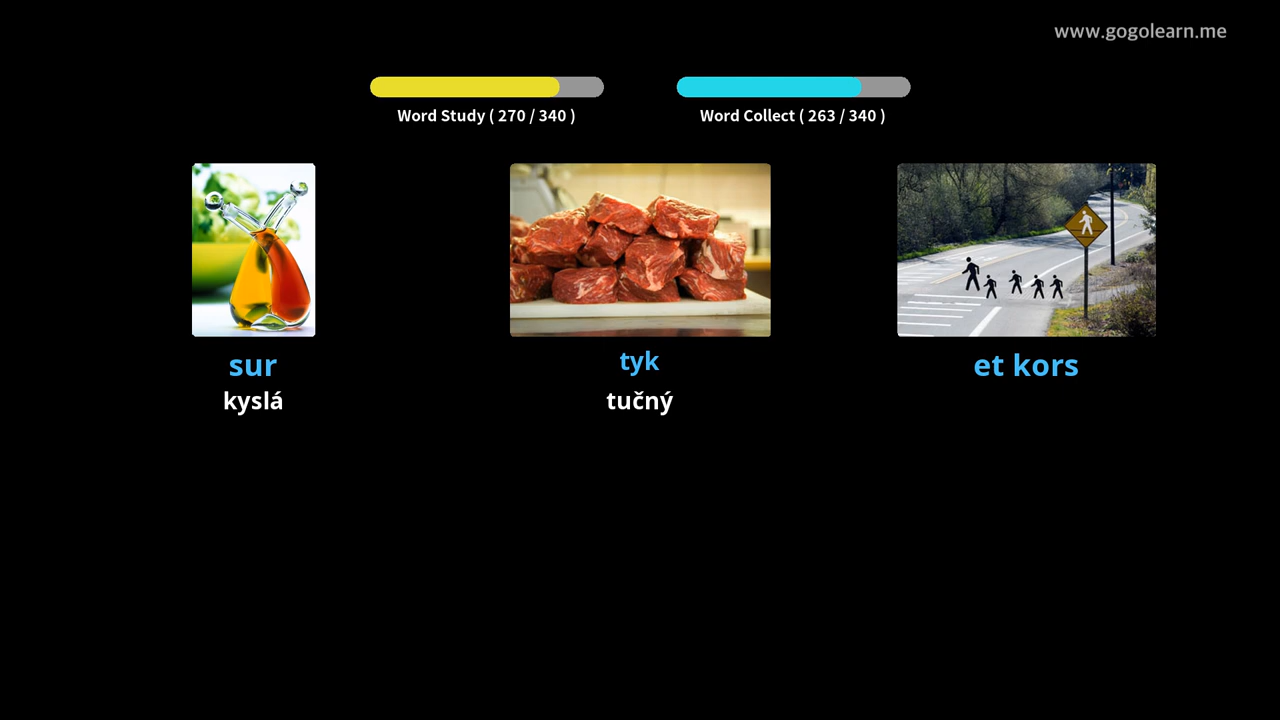 www.gogolearn.me
Word Study ( 270 / 340 )
Word Collect ( 263 / 340 )
sur
tyk
et kors
kyslá
tučný